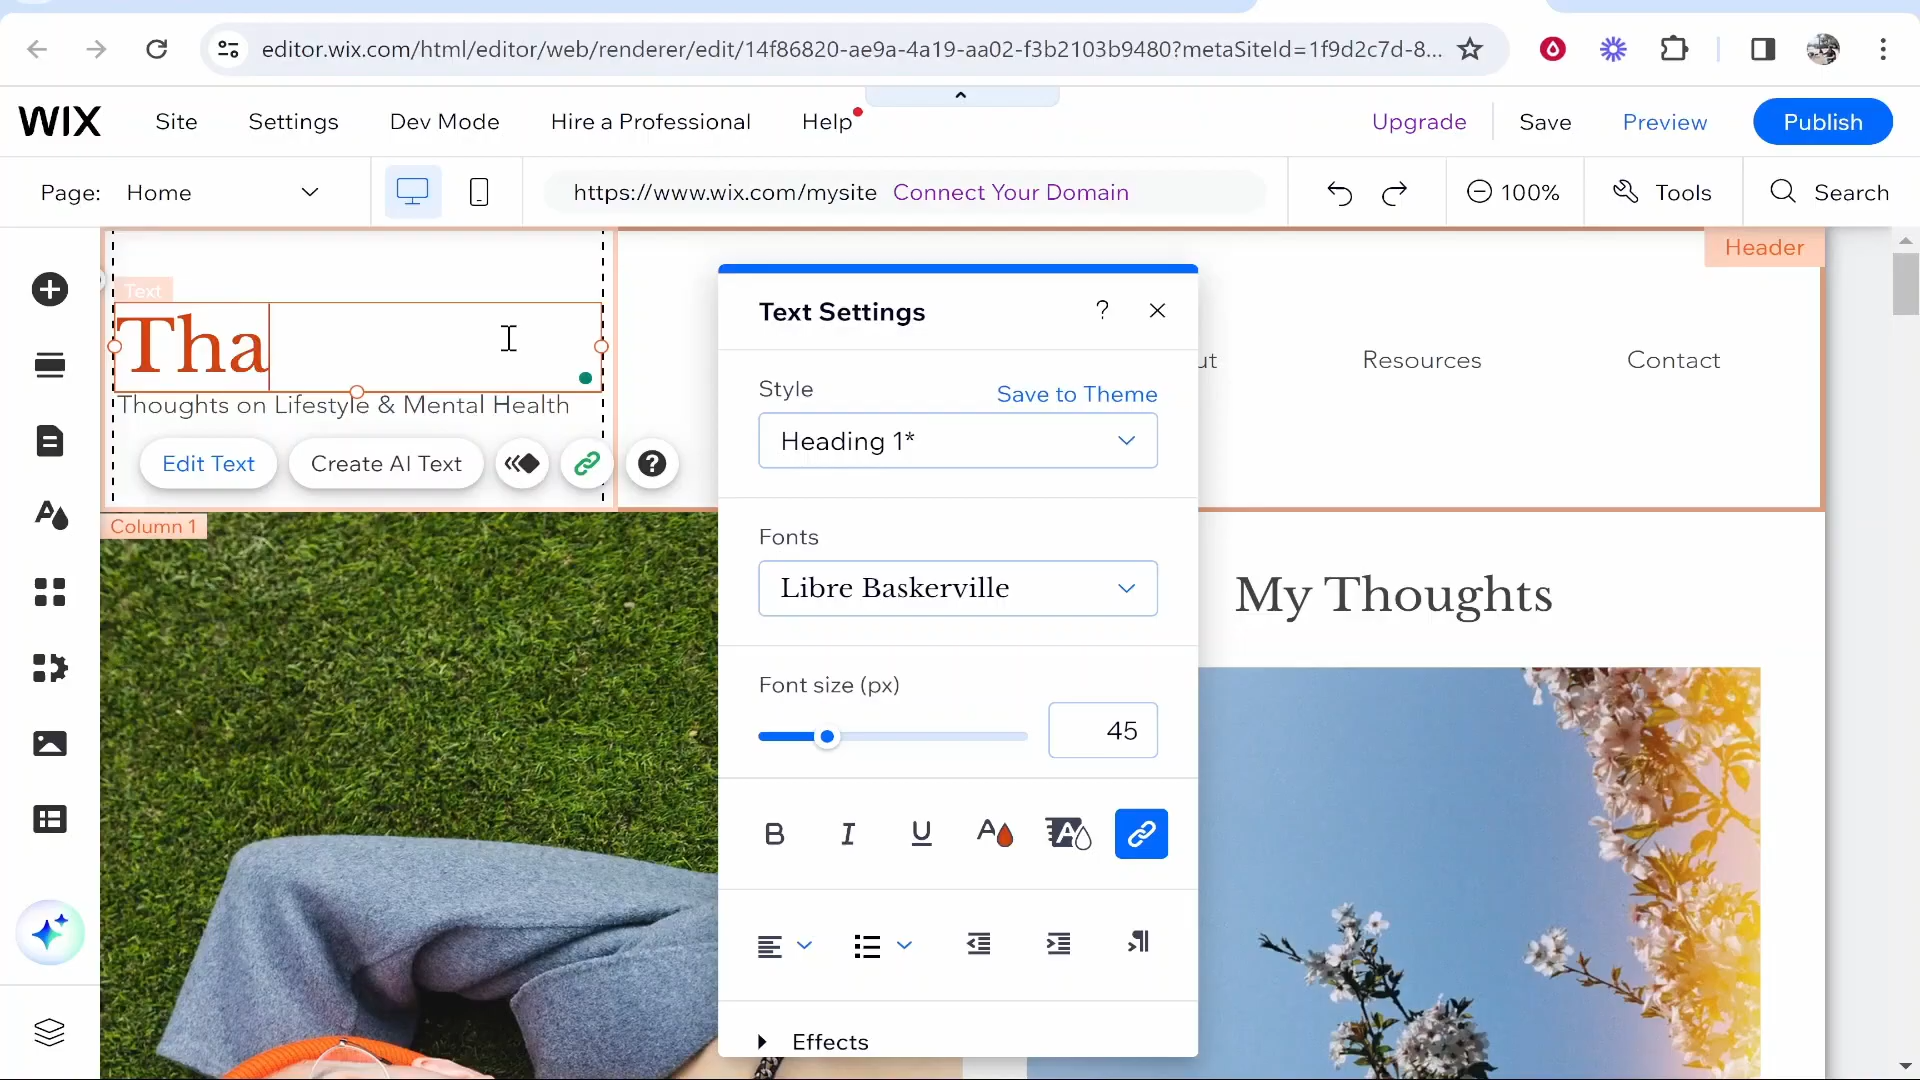 editor.wix.com/html/editor/web/renderer/edit/14f86820-ae9a-4a19-aa02-f3b2103b9480?metaSiteId=1f9d2c7d-8...
WIX Site Settings Dev Mode Hire a Professional Help Upgrade Save Preview Publish
Page: Home https://www.wix.com/mysite Connect Your Domain 100% Tools Search
Header
Text
Tha
Thoughts on Lifestyle & Mental Health
Edit Text Create AI Text ?
Column 1
Text Settings ?
Style Save to Theme
Heading 1*
Fonts
Libre Baskerville
Font size (px)
45
B I U A A
Effects
ut Resources Contact
My Thoughts